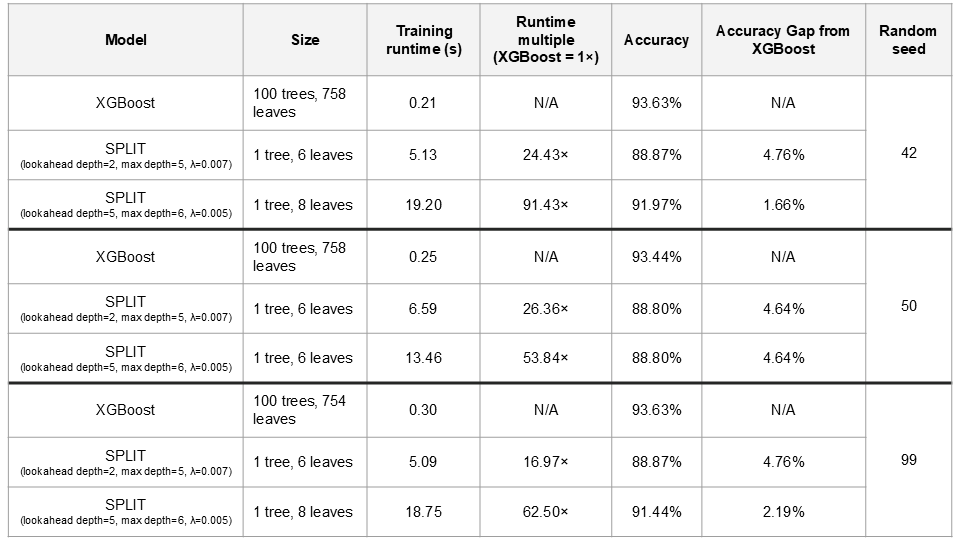 Model Size Training runtime (s) Runtime multiple (XGBoost = 1×) Accuracy Accuracy Gap from XGBoost Random seed
XGBoost 100 trees, 758 leaves 0.21 N/A 93.63% N/A 42
SPLIT (lookahead depth=2, max depth=5, λ=0.007) 1 tree, 6 leaves 5.13 24.43× 88.87% 4.76%
SPLIT (lookahead depth=5, max depth=6, λ=0.005) 1 tree, 8 leaves 19.20 91.43× 91.97% 1.66%
XGBoost 100 trees, 758 leaves 0.25 N/A 93.44% N/A 50
SPLIT (lookahead depth=2, max depth=5, λ=0.007) 1 tree, 6 leaves 6.59 26.36× 88.80% 4.64%
SPLIT (lookahead depth=5, max depth=6, λ=0.005) 1 tree, 6 leaves 13.46 53.84× 88.80% 4.64%
XGBoost 100 trees, 754 leaves 0.30 N/A 93.63% N/A 99
SPLIT (lookahead depth=2, max depth=5, λ=0.007) 1 tree, 6 leaves 5.09 16.97× 88.87% 4.76%
SPLIT (lookahead depth=5, max depth=6, λ=0.005) 1 tree, 8 leaves 18.75 62.50× 91.44% 2.19%